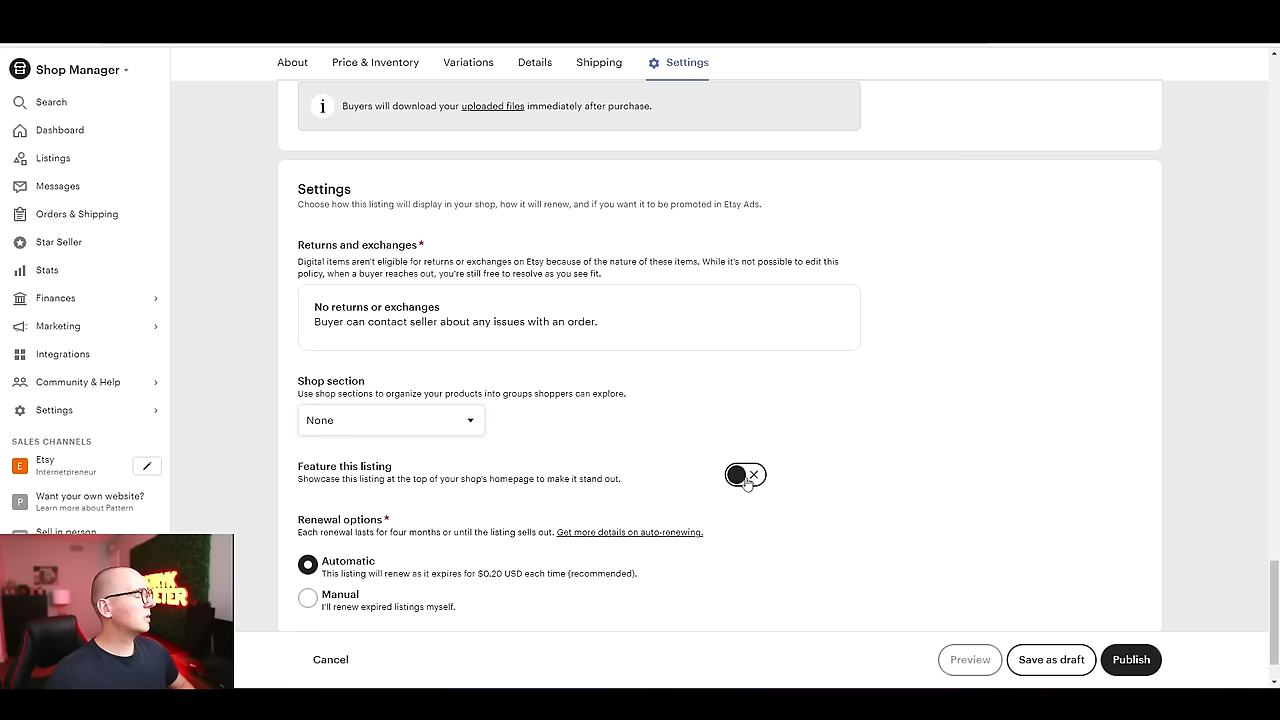 Shop Manager
Search
Dashboard
Listings
Messages
Orders & Shipping
Star Seller
Stats
Finances
Marketing
Integrations
Community & Help
Settings
SALES CHANNELS
E
Etsy
Internetpreneur
P
Want your own website?
Learn more about Pattern
Sell in person
About
Price & Inventory
Variations
Details
Shipping
Settings
Buyers will download your uploaded files immediately after purchase.
Settings
Choose how this listing will display in your shop, how it will renew, and if you want it to be promoted in Etsy Ads.
Returns and exchanges*
Digital items aren't eligible for returns or exchanges on Etsy because of the nature of these items. While it's not possible to edit this
policy, when a buyer reaches out, you're still free to resolve as you see fit.
No returns or exchanges
Buyer can contact seller about any issues with an order.
Shop section
Use shop sections to organize your products into groups shoppers can explore.
None
Feature this listing
Showcase this listing at the top of your shop's homepage to make it stand out.
Renewal options*
Each renewal lasts for four months or until the listing sells out. Get more details on auto-renewing.
Automatic
This listing will renew as it expires for $0.20 USD each time (recommended).
Manual
I'll renew expired listings myself.
Cancel
Preview
Save as draft
Publish